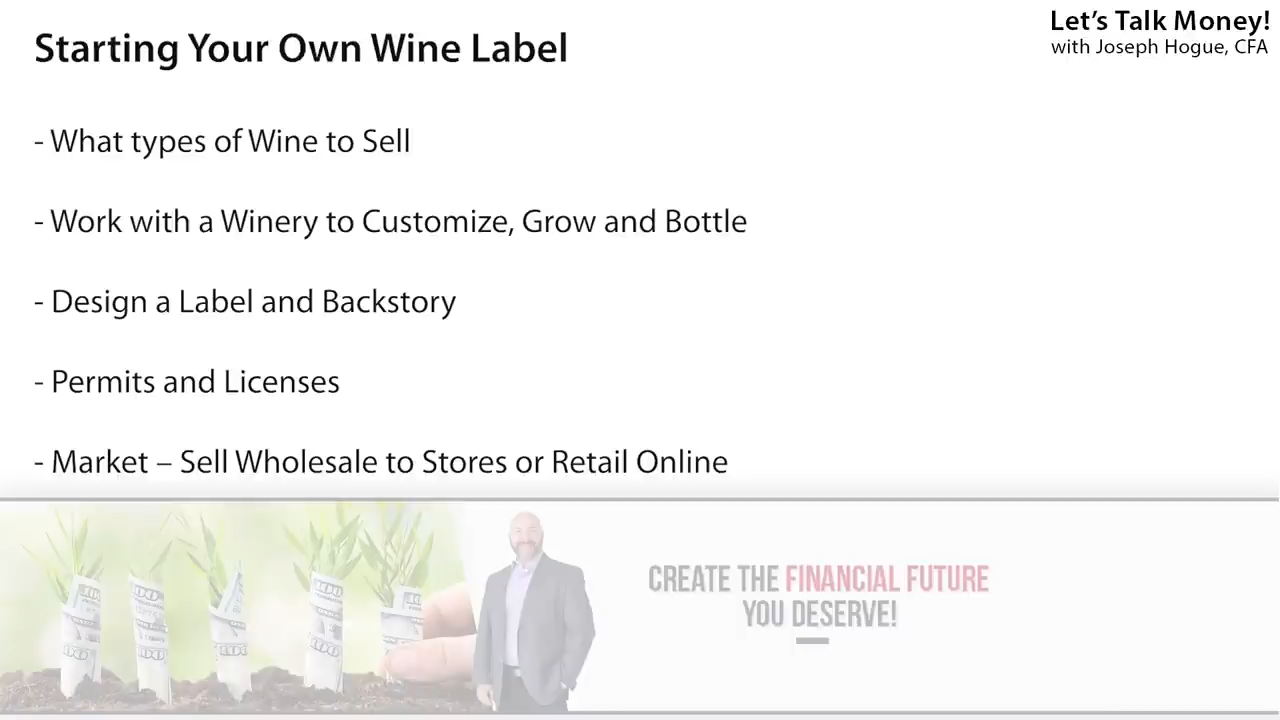 Starting Your Own Wine Label
Let's Talk Money!
with Joseph Hogue, CFA
- What types of Wine to Sell
- Work with a Winery to Customize, Grow and Bottle
- Design a Label and Backstory
- Permits and Licenses
- Market – Sell Wholesale to Stores or Retail Online
CREATE THE FINANCIAL FUTURE
YOU DESERVE!